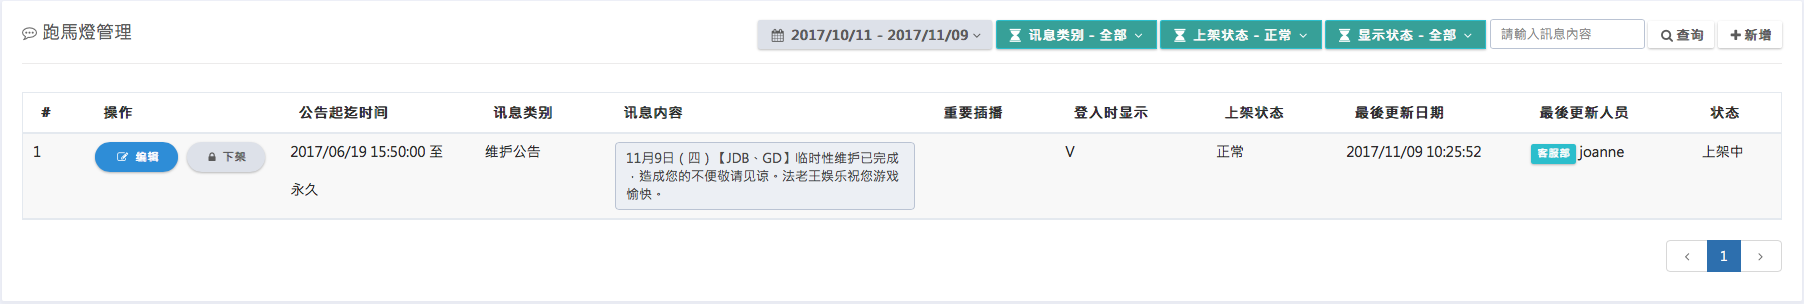 跑馬燈管理
2017/10/11 - 2017/11/09
讯息类别 - 全部
上架状态 - 正常
显示状态 - 全部
請輸入訊息內容
查询
新增
# 操作 公告起迄时间 讯息类别 讯息内容 重要插播 登入时显示 上架状态 最後更新日期 最後更新人员 状态
1 编辑 下架 2017/06/19 15:50:00 至 维护公告 11月9日（四）【JDB、GD】临时性维护已完成 V 正常 2017/11/09 10:25:52 客服部 joanne 上架中
，造成您的不便敬请见谅。法老王娱乐祝您游戏
永久 愉快。
‹ 1 ›